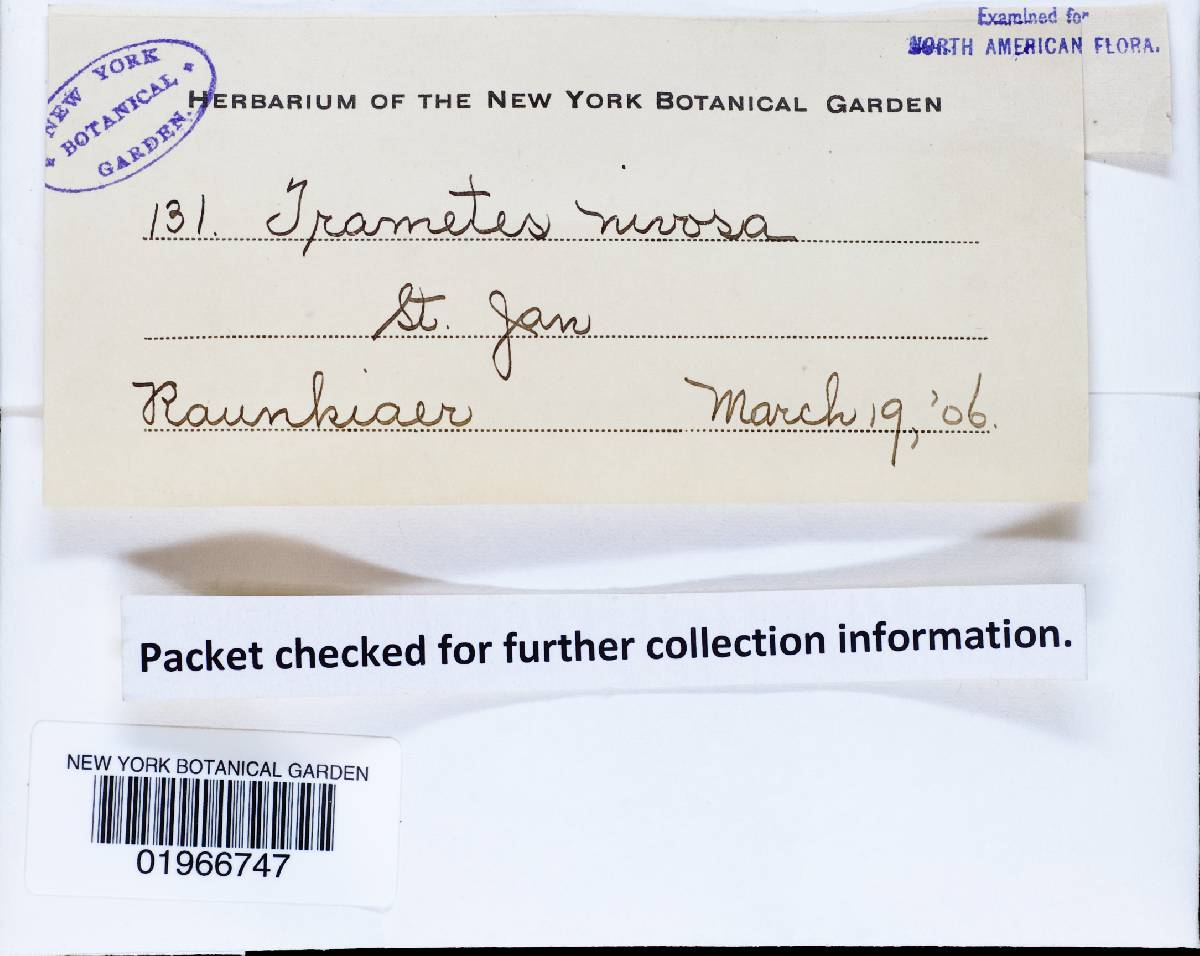 Examined for
NORTH AMERICAN FLORA.
NEW YORK
* BOTANICAL *
GARDEN.
HERBARIUM OF THE NEW YORK BOTANICAL GARDEN
131. Trametes nivosa
St. Jan
Raunkiaer March 19, '06.
Packet checked for further collection information.
NEW YORK BOTANICAL GARDEN
01966747